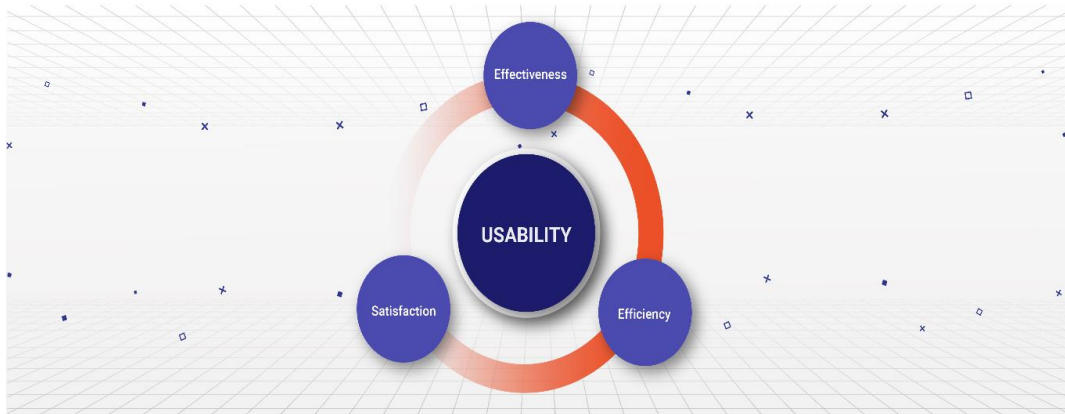 Effectiveness
USABILITY
Satisfaction
Efficiency